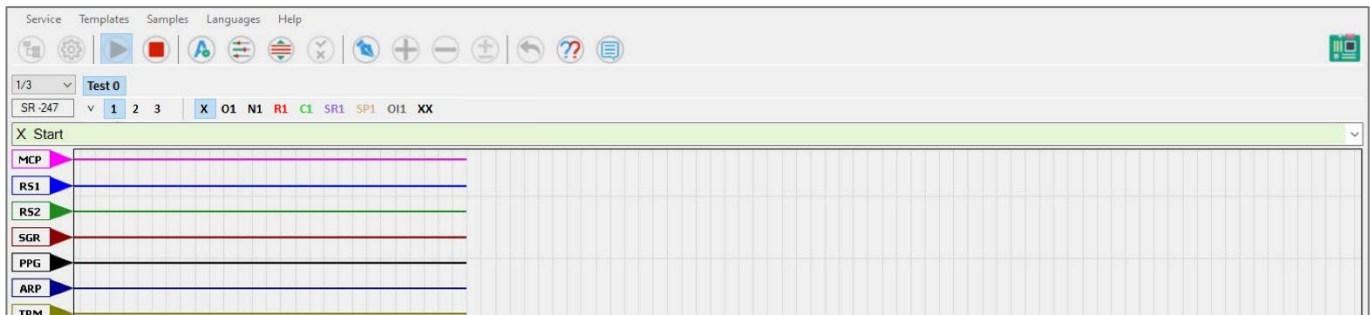 Service Templates Samples Languages Help
1/3 Test 0
SR -247 v 1 2 3 X O1 N1 R1 C1 SR1 SP1 OI1 XX
X Start
MCP
RS1
RS2
SGR
PPG
ARP
TRM